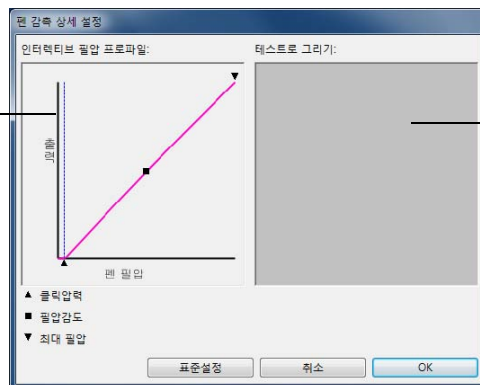 펜 감촉 상세 설정
인터렉티브 필압 프로파일:
테스트로 그리기:
출력
펜 필압
▲ 클릭압력
■ 필압감도
▼ 최대 필압
표준설정
취소
OK